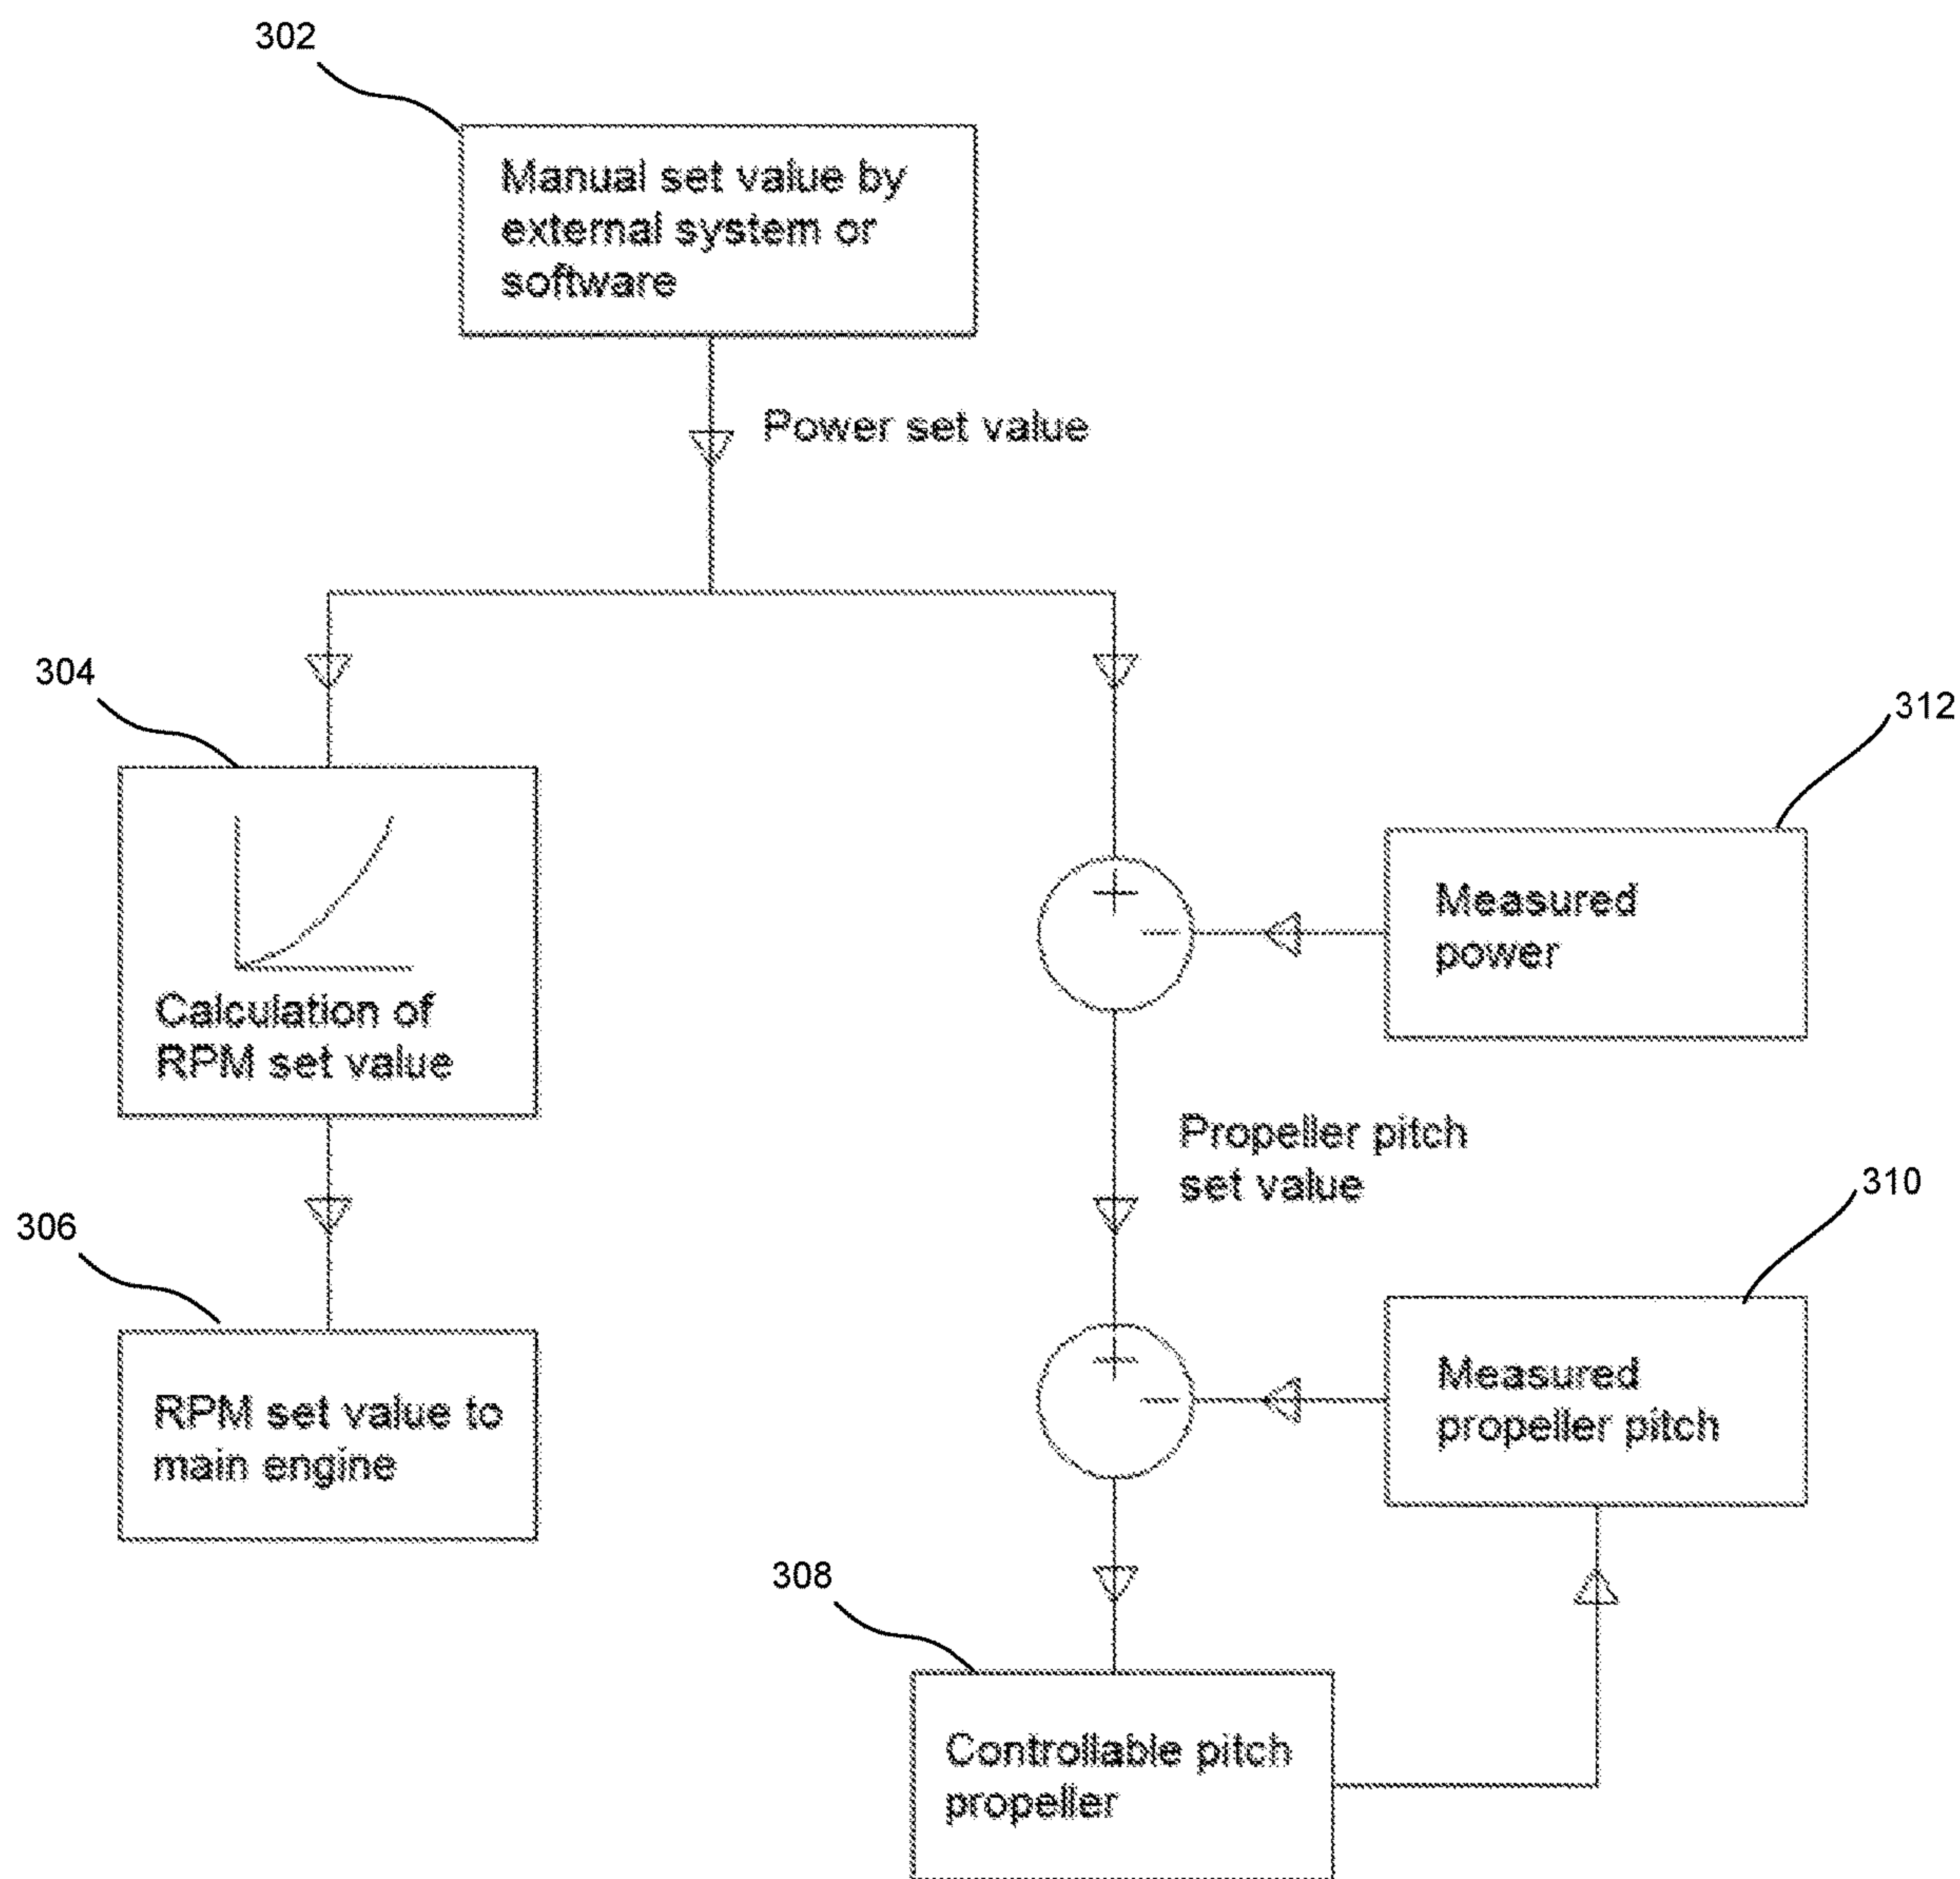 302
Manual set value by
external system or
software
Power set value
304
312
Measured
power
Calculation of
RPM set value
Propeller pitch
set value
310
306
Measured
propeller pitch
RPM set value to
main engine
308
Controllable pitch
propeller